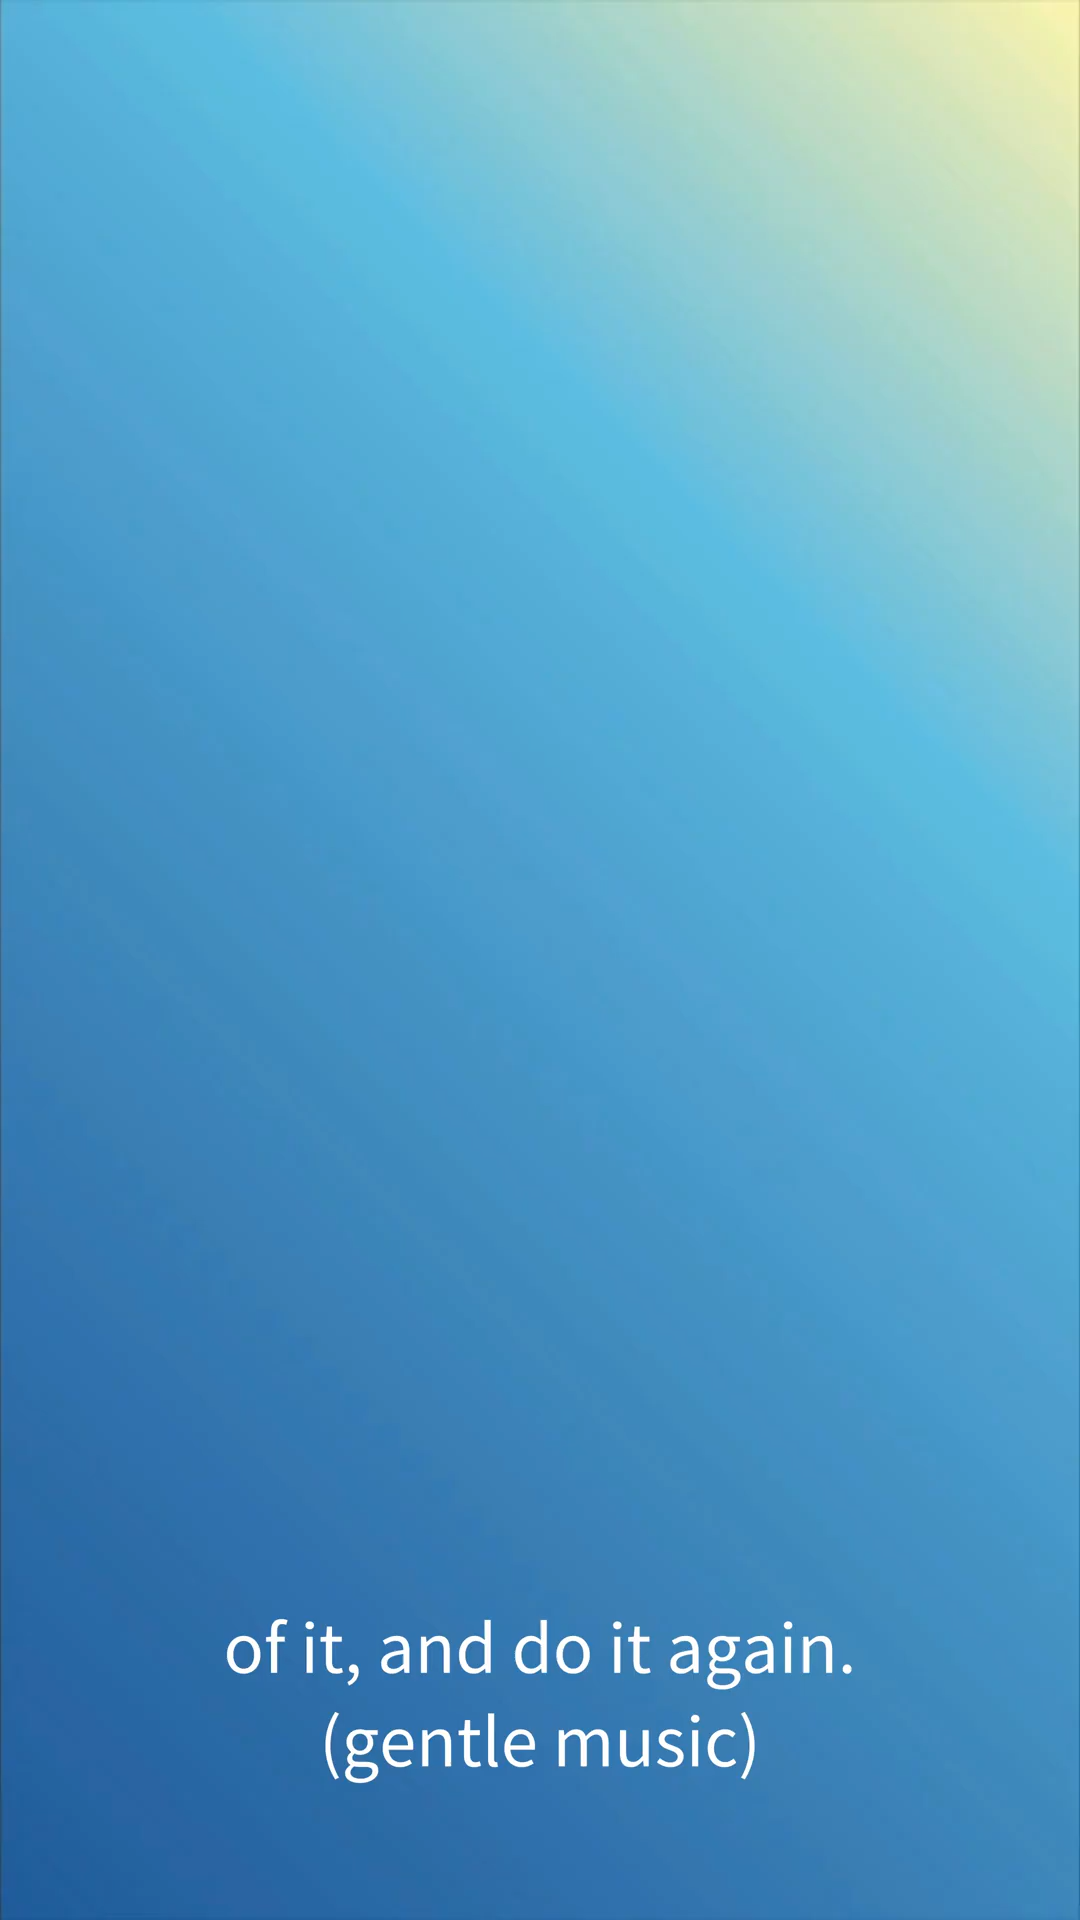 of it, and do it again.
(gentle music)